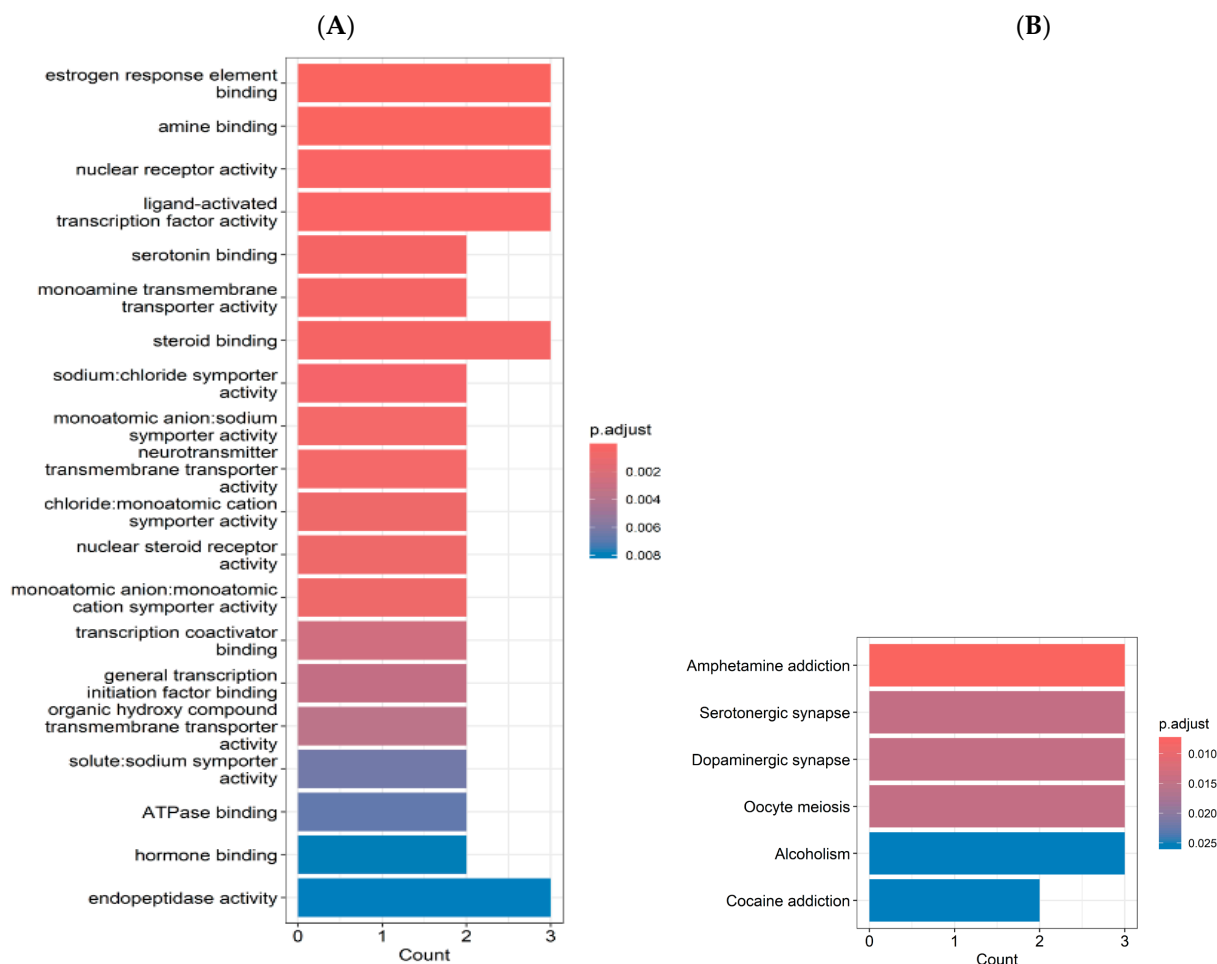 (A)
estrogen response element
binding
amine binding
nuclear receptor activity
ligand-activated
transcription factor activity
serotonin binding
monoamine transmembrane
transporter activity
steroid binding
sodium:chloride symporter
activity
monoatomic anion:sodium
symporter activity
neurotransmitter
transmembrane transporter
activity
chloride:monoatomic cation
symporter activity
nuclear steroid receptor
activity
monoatomic anion:monoatomic
cation symporter activity
transcription coactivator
binding
general transcription
initiation factor binding
organic hydroxy compound
transmembrane transporter
activity
solute:sodium symporter
activity
ATPase binding
hormone binding
endopeptidase activity
0 1 2 3
Count
p.adjust
0.002
0.004
0.006
0.008
(B)
Amphetamine addiction
Serotonergic synapse
Dopaminergic synapse
Oocyte meiosis
Alcoholism
Cocaine addiction
0 1 2 3
Count
p.adjust
0.010
0.015
0.020
0.025